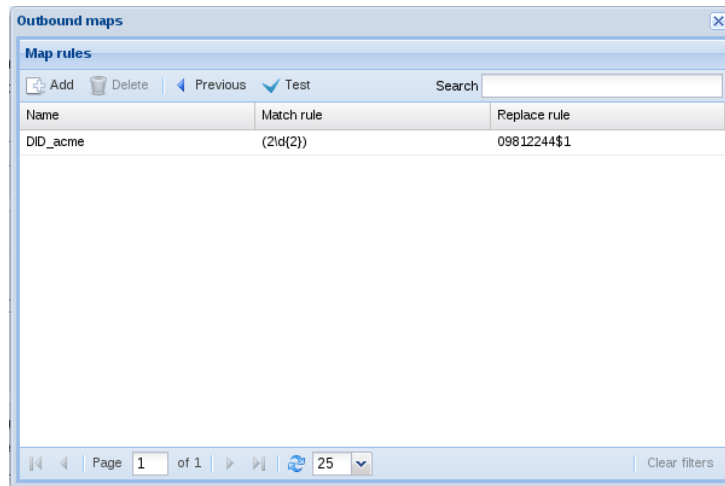 Outbound maps
Map rules
Add Delete Previous Test Search
Name Match rule Replace rule
DID_acme (2\d{2}) 09812244$1
Page 1 of 1 25 Clear filters